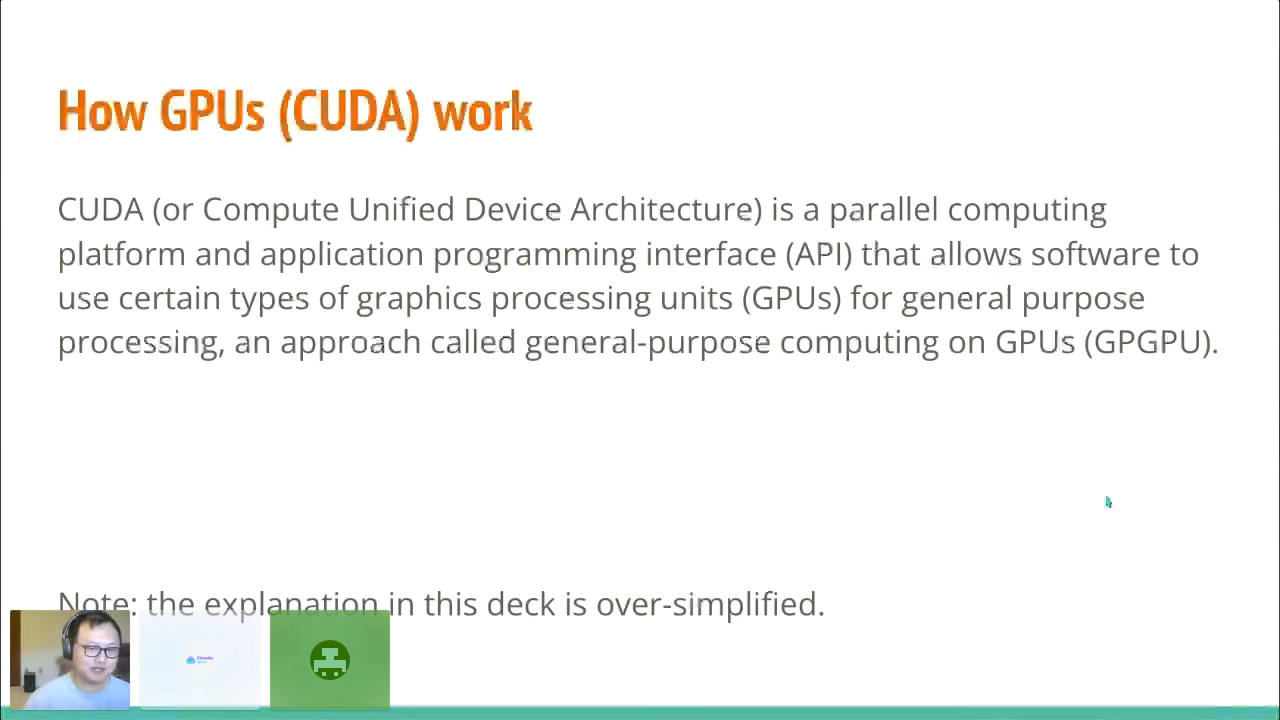 How GPUs (CUDA) work
CUDA (or Compute Unified Device Architecture) is a parallel computing
platform and application programming interface (API) that allows software to
use certain types of graphics processing units (GPUs) for general purpose
processing, an approach called general-purpose computing on GPUs (GPGPU).
Note: the explanation in this deck is over-simplified.